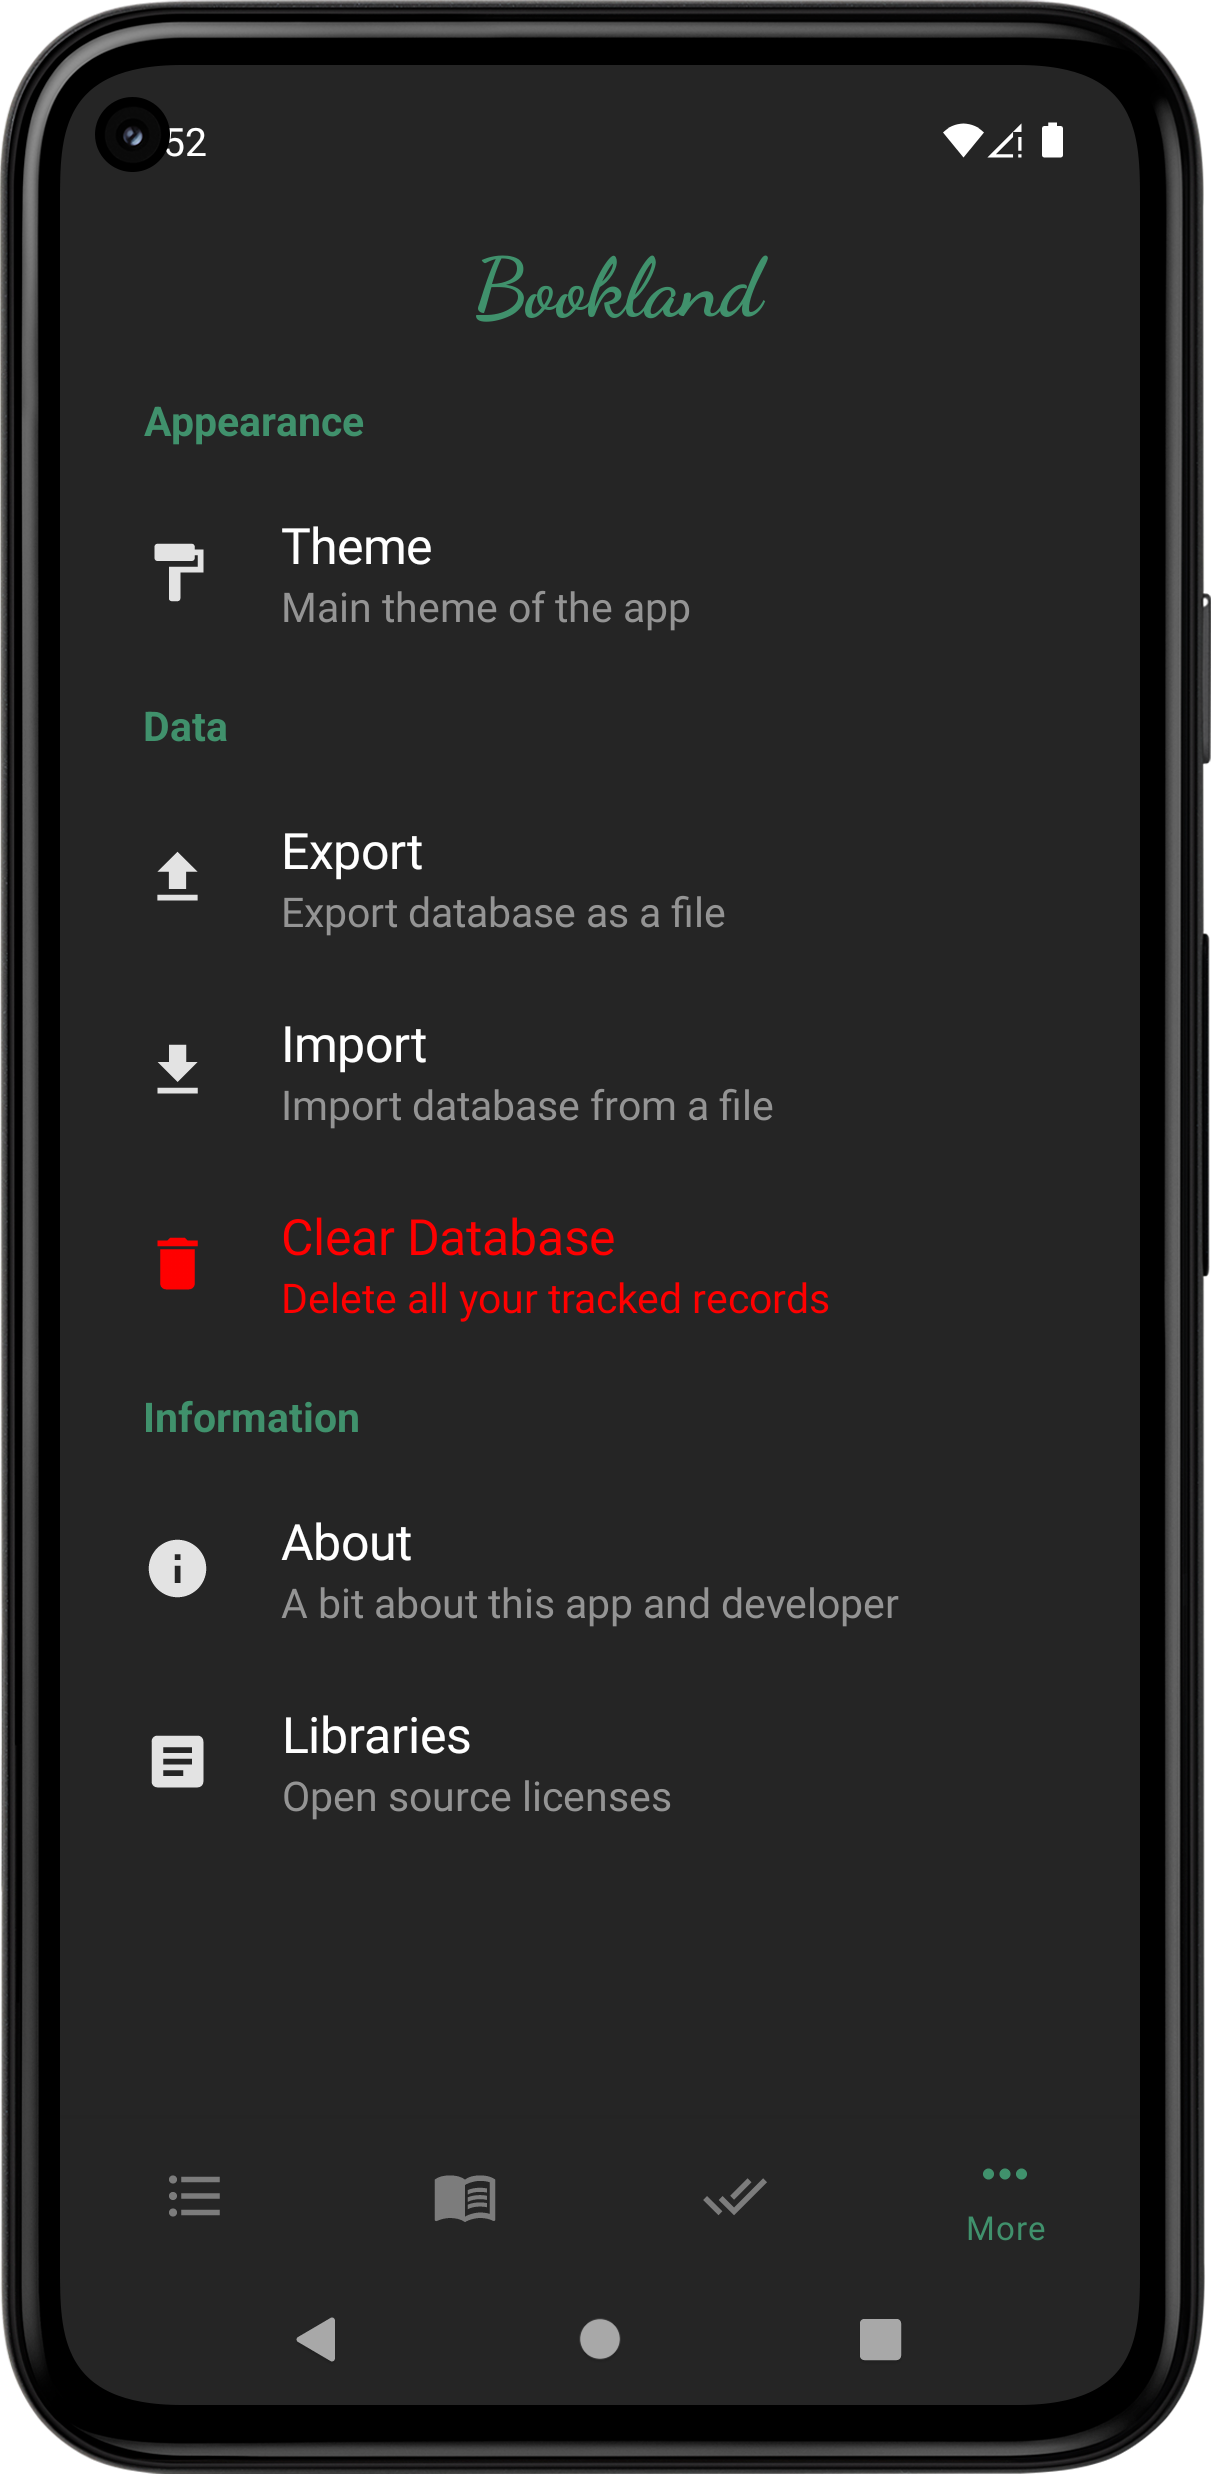 52
Bookland
Appearance
Theme
Main theme of the app
Data
Export
Export database as a file
Import
Import database from a file
Clear Database
Delete all your tracked records
Information
About
A bit about this app and developer
Libraries
Open source licenses
More